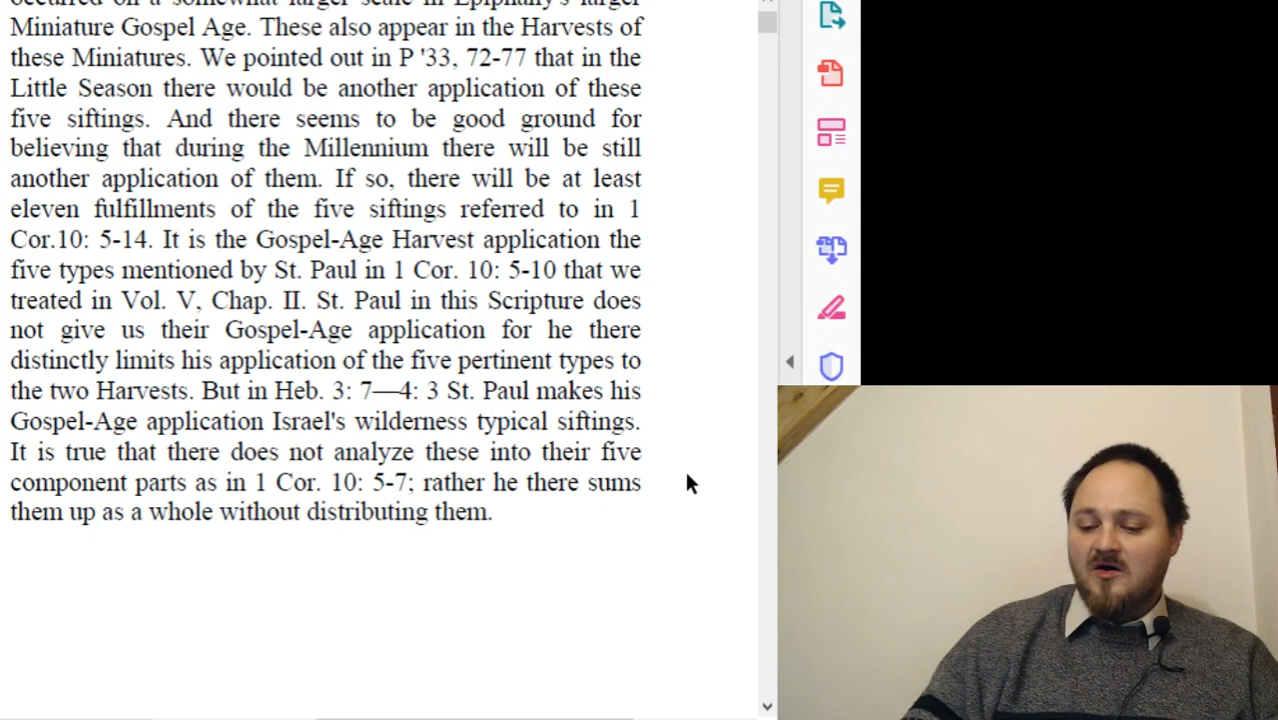 occurred on a somewhat larger scale in Epiphany's larger
Miniature Gospel Age. These also appear in the Harvests of
these Miniatures. We pointed out in P '33, 72-77 that in the
Little Season there would be another application of these
five siftings. And there seems to be good ground for
believing that during the Millennium there will be still
another application of them. If so, there will be at least
eleven fulfillments of the five siftings referred to in 1
Cor.10: 5-14. It is the Gospel-Age Harvest application the
five types mentioned by St. Paul in 1 Cor. 10: 5-10 that we
treated in Vol. V, Chap. II. St. Paul in this Scripture does
not give us their Gospel-Age application for he there
distinctly limits his application of the five pertinent types to
the two Harvests. But in Heb. 3: 7—4: 3 St. Paul makes his
Gospel-Age application Israel's wilderness typical siftings.
It is true that there does not analyze these into their five
component parts as in 1 Cor. 10: 5-7; rather he there sums
them up as a whole without distributing them.